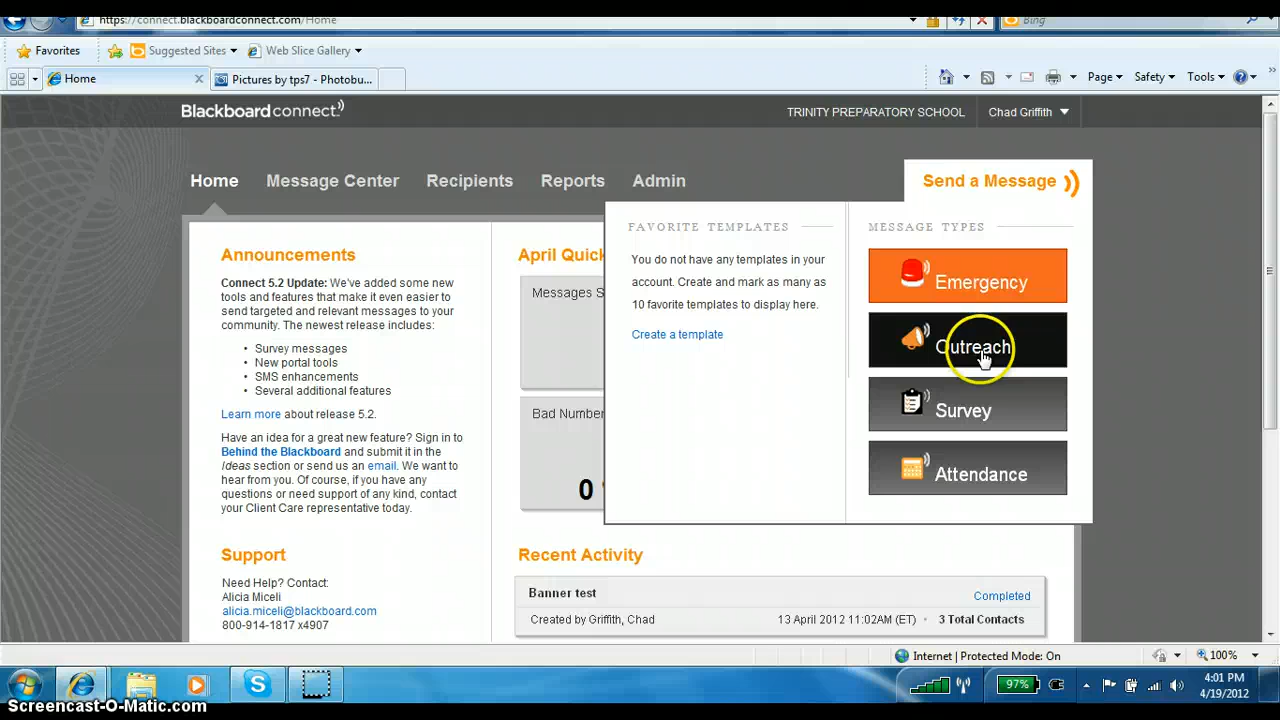 https://connect.blackboardconnect.com/Home
Bing
Favorites
Suggested Sites
Web Slice Gallery
Home
Pictures by tps7 - Photobu...
Page
Safety
Tools
Blackboard connect
TRINITY PREPARATORY SCHOOL
Chad Griffith
Home
Message Center
Recipients
Reports
Admin
Send a Message
Announcements
Connect 5.2 Update: We've added some new
tools and features that make it even easier to
send targeted and relevant messages to your
community. The newest release includes:
• Survey messages
• New portal tools
• SMS enhancements
• Several additional features
Learn more about release 5.2.
Have an idea for a great new feature? Sign in to
Behind the Blackboard and submit it in the
Ideas section or send us an email. We want to
hear from you. Of course, if you have any
questions or need support of any kind, contact
your Client Care representative today.
Support
Need Help? Contact:
Alicia Miceli
alicia.miceli@blackboard.com
800-914-1817 x4907
April Quick
Messages S
Bad Number
0
FAVORITE TEMPLATES
You do not have any templates in your
account. Create and mark as many as
10 favorite templates to display here.
Create a template
MESSAGE TYPES
Emergency
Outreach
Survey
Attendance
Recent Activity
Banner test
Completed
Created by Griffith, Chad
13 April 2012 11:02AM (ET) • 3 Total Contacts
Internet | Protected Mode: On
100%
97%
4:01 PM
4/19/2012
Screencast-O-Matic.com